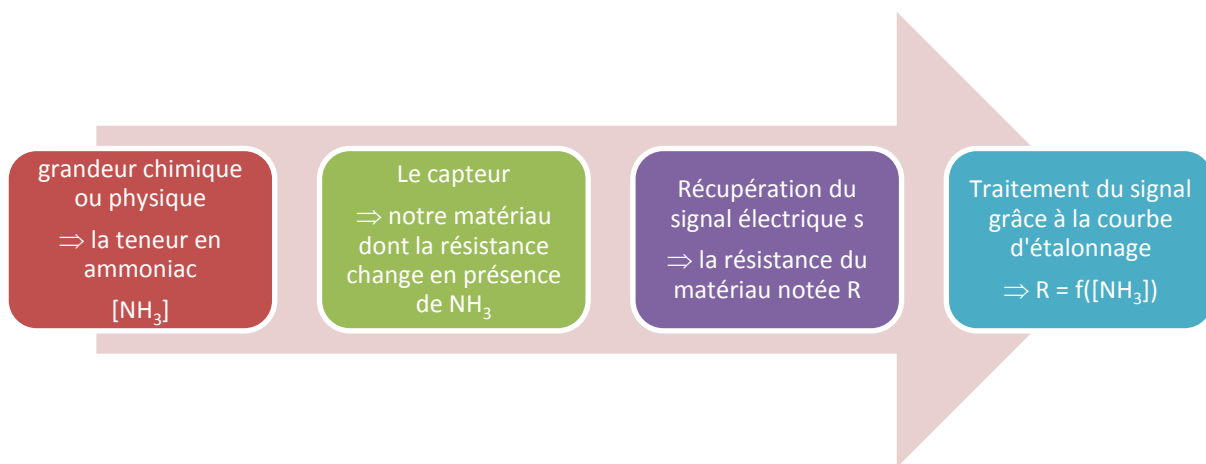 grandeur chimique
ou physique
⇒ la teneur en
ammoniac
[NH₃]
Le capteur
⇒ notre matériau
dont la résistance
change en présence
de NH₃
Récupération du
signal électrique s
⇒ la résistance du
matériau notée R
Traitement du signal
grâce à la courbe
d'étalonnage
⇒ R = f([NH₃])